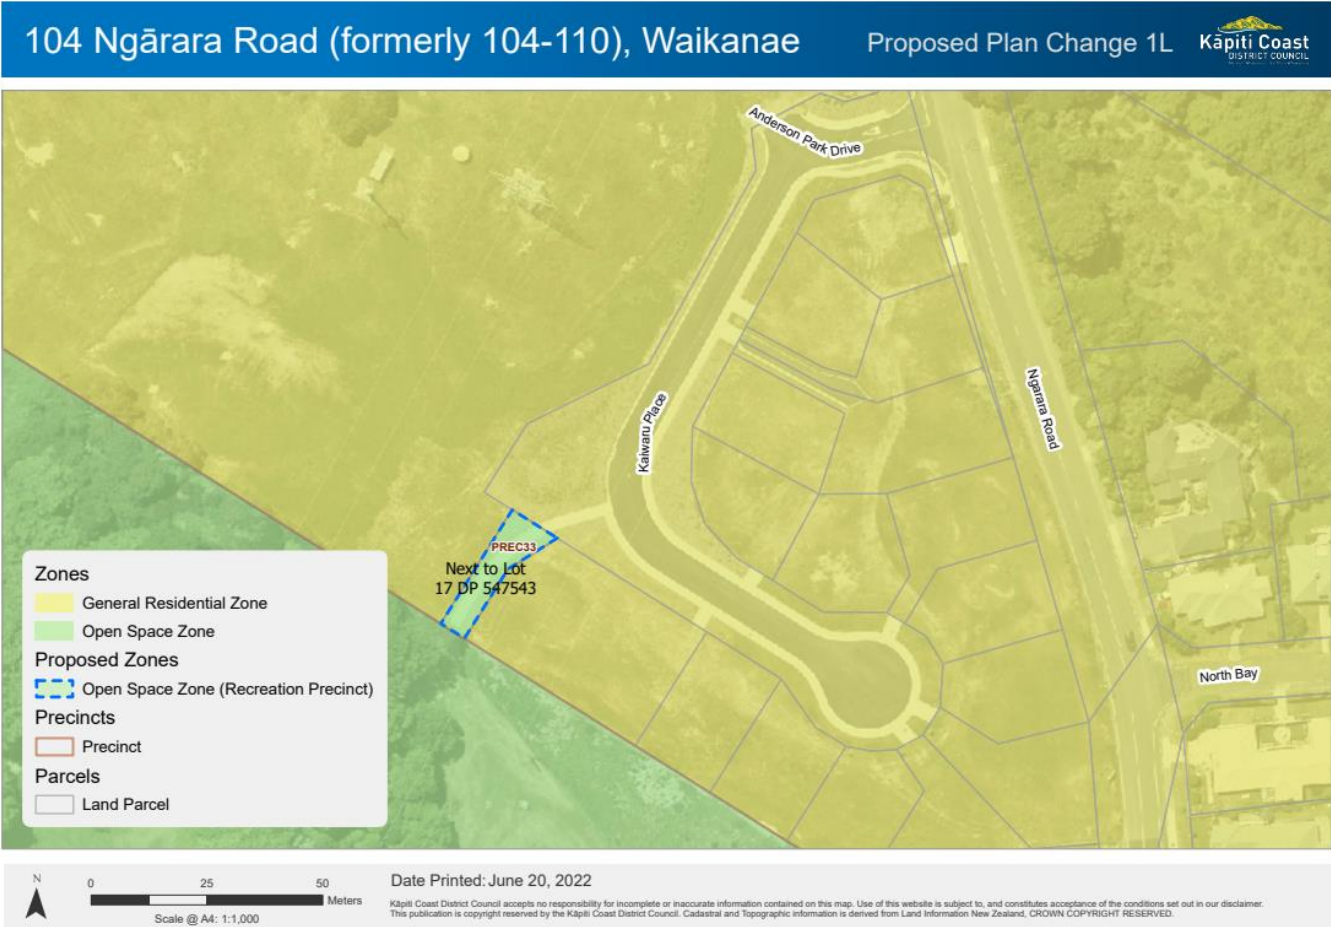 104 Ngārara Road (formerly 104-110), Waikanae
Proposed Plan Change 1L
Kāpiti Coast
DISTRICT COUNCIL
Anderson Park Drive
Kaiwaru Place
Ngarara Road
PREC33
Next to Lot
17 DP 547543
North Bay
Zones
General Residential Zone
Open Space Zone
Proposed Zones
Open Space Zone (Recreation Precinct)
Precincts
Precinct
Parcels
Land Parcel
N
0 25 50
Meters
Scale @ A4: 1:1,000
Date Printed: June 20, 2022
Kāpiti Coast District Council accepts no responsibility for incomplete or inaccurate information contained on this map. Use of this website is subject to, and constitutes acceptance of the conditions set out in our disclaimer.
This publication is copyright reserved by the Kāpiti Coast District Council. Cadastral and Topographic information is derived from Land Information New Zealand, CROWN COPYRIGHT RESERVED.